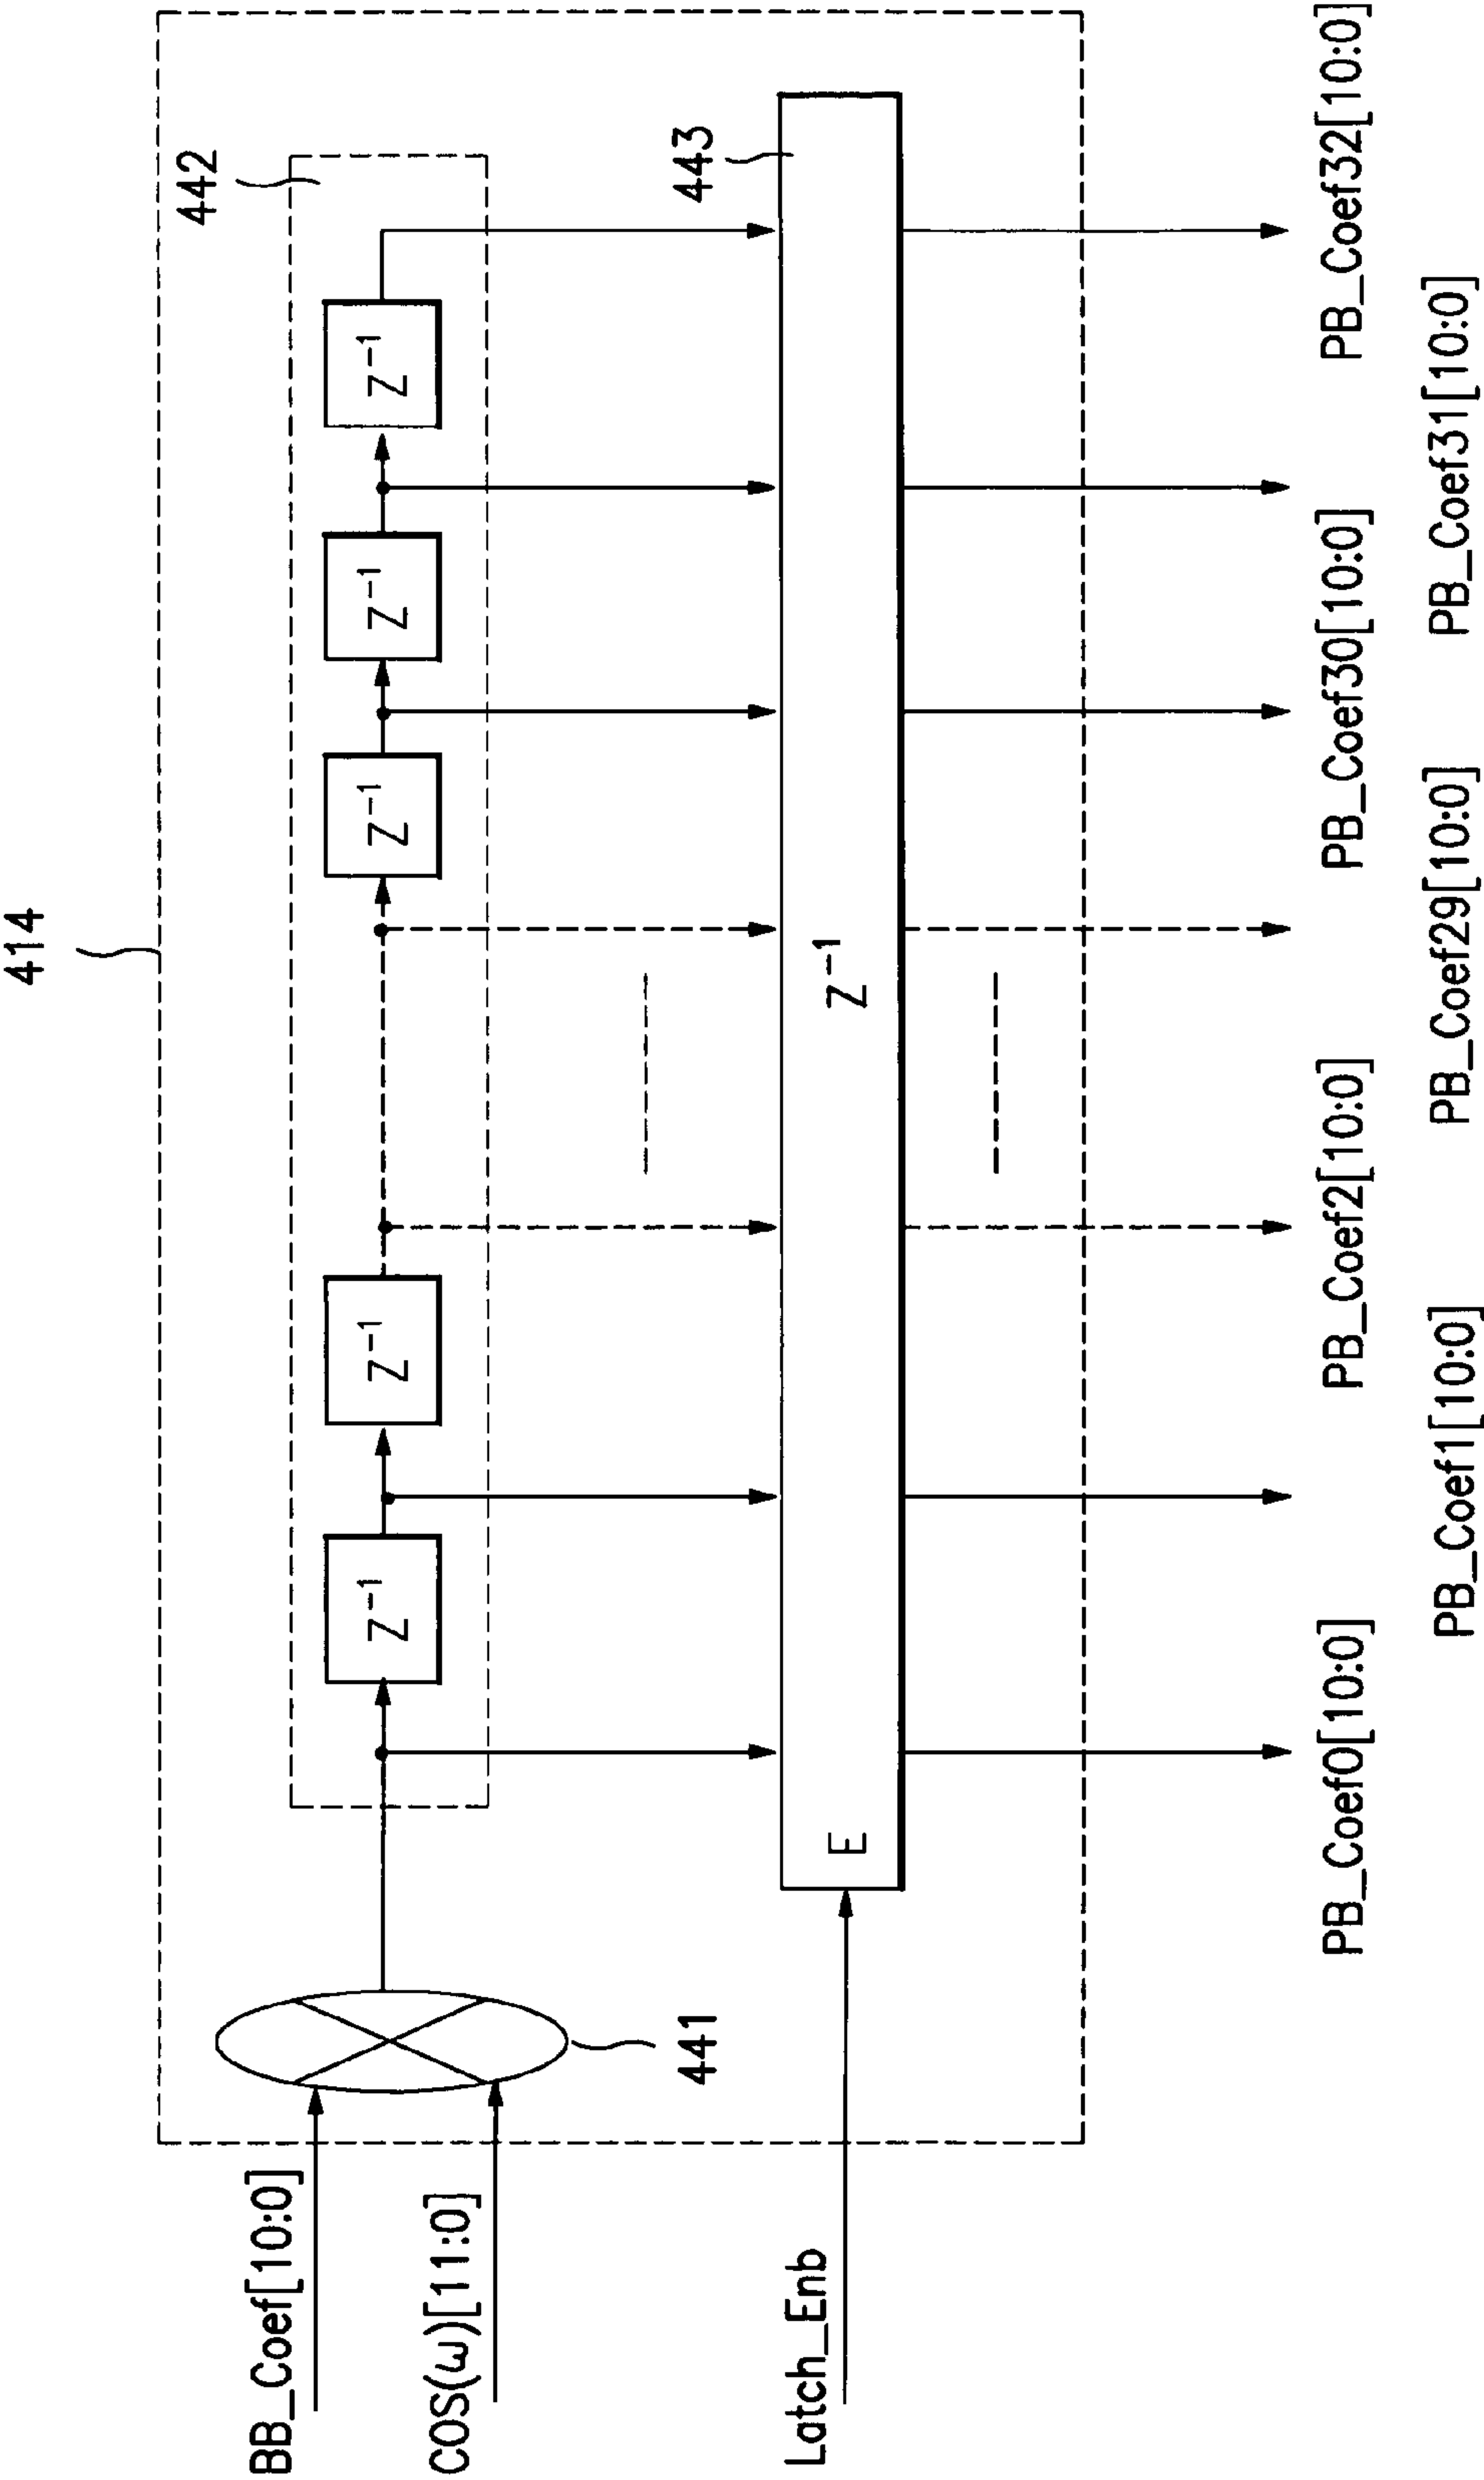 414
442
443
Z⁻¹
Z⁻¹
Z⁻¹
Z⁻¹
Z⁻¹
BB_Coef[10:0]
COS(ω)[11:0]
441
E
Z⁻¹
Latch_Enb
PB_Coef0[10:0]
PB_Coef2[10:0]
PB_Coef30[10:0]
PB_Coef32[10:0]
PB_Coef1[10:0]
PB_Coef29[10:0]
PB_Coef31[10:0]